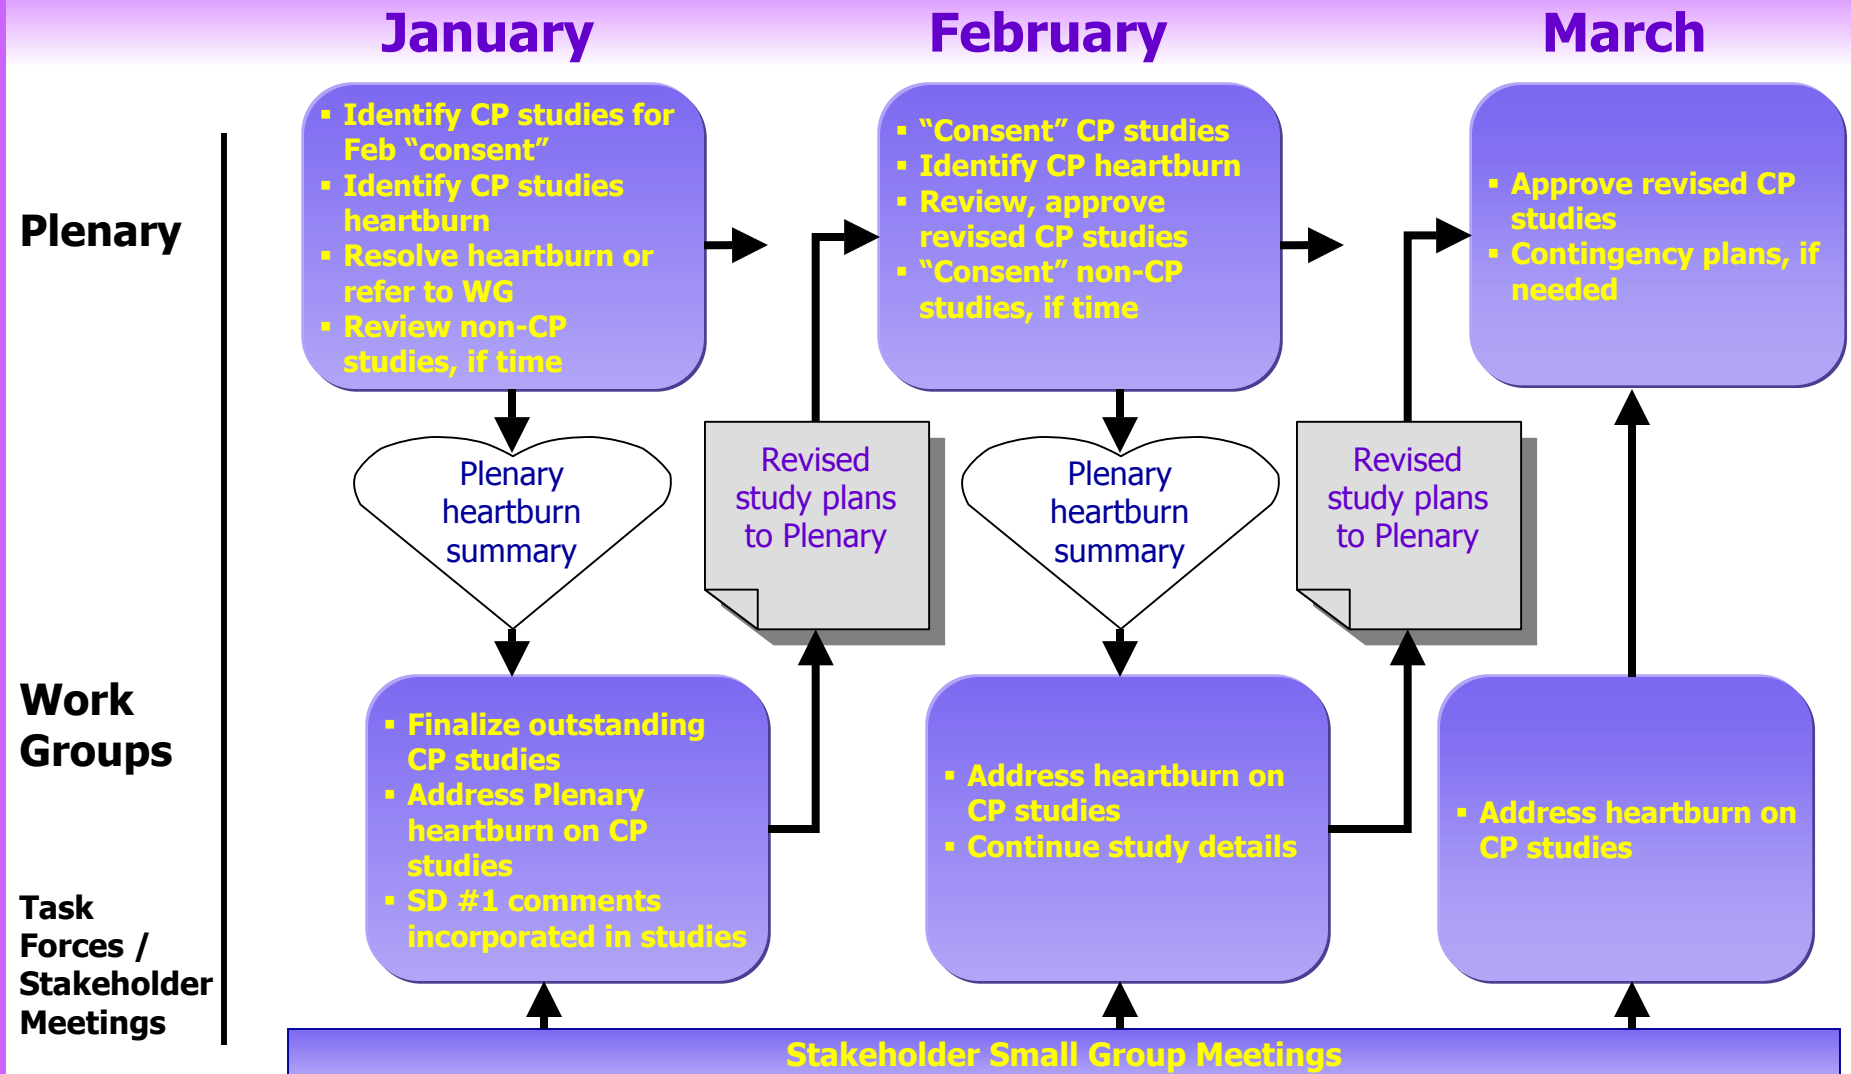 January
February
March
Plenary
▪ Identify CP studies for
Feb “consent”
▪ Identify CP studies
heartburn
▪ Resolve heartburn or
refer to WG
▪ Review non-CP
studies, if time
▪ “Consent” CP studies
▪ Identify CP heartburn
▪ Review, approve
revised CP studies
▪ “Consent” non-CP
studies, if time
▪ Approve revised CP
studies
▪ Contingency plans, if
needed
Plenary
heartburn
summary
Revised
study plans
to Plenary
Plenary
heartburn
summary
Revised
study plans
to Plenary
Work
Groups
▪ Finalize outstanding
CP studies
▪ Address Plenary
heartburn on CP
studies
▪ SD #1 comments
incorporated in studies
▪ Address heartburn on
CP studies
▪ Continue study details
▪ Address heartburn on
CP studies
Task
Forces /
Stakeholder
Meetings
Stakeholder Small Group Meetings